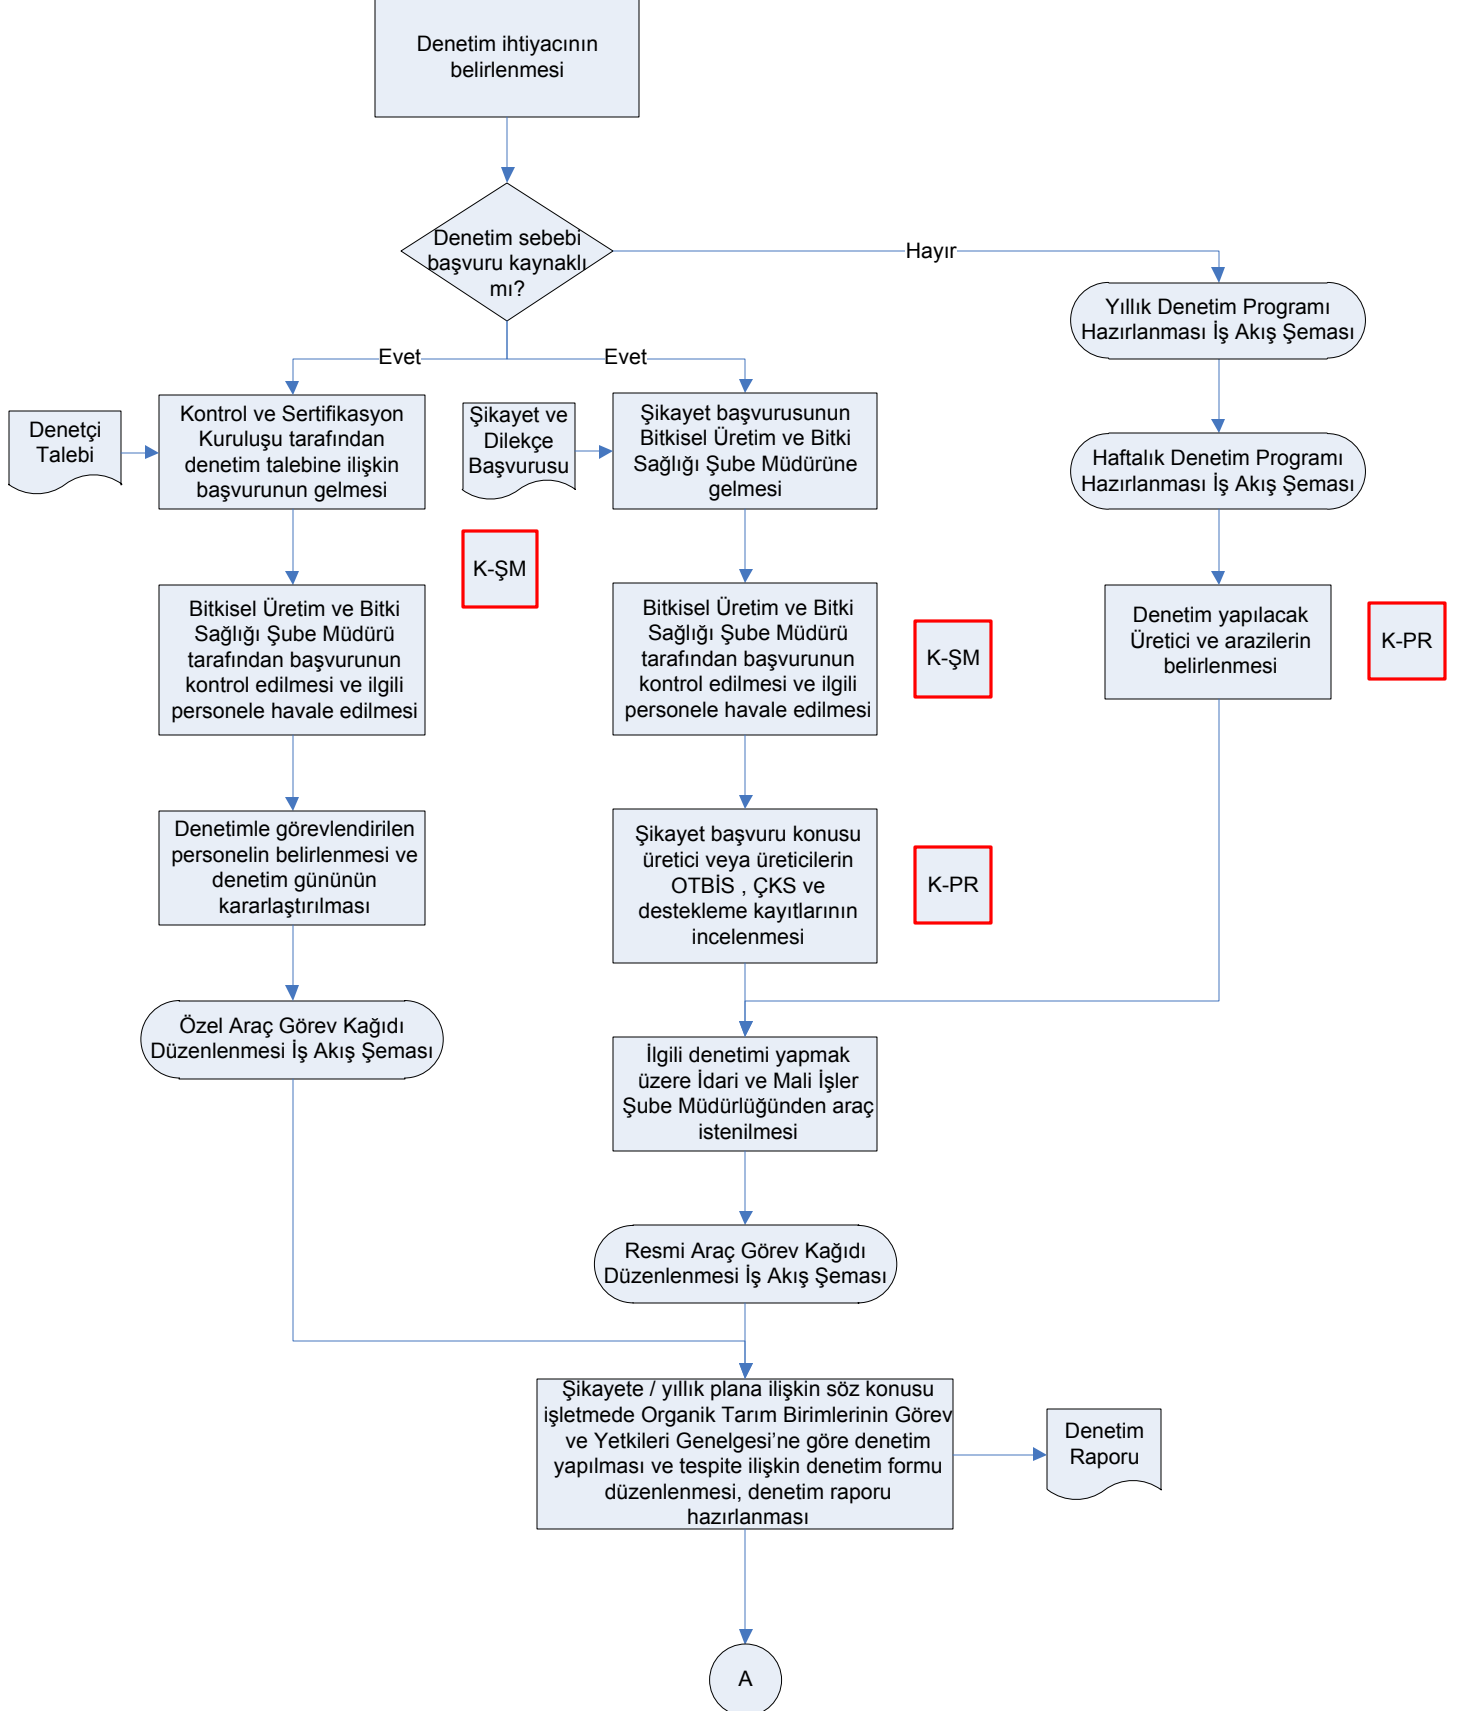 Denetim ihtiyacının
belirlenmesi
Denetim sebebi
başvuru kaynaklı
mı?
Hayır
Yıllık Denetim Programı
Hazırlanması İş Akış Şeması
Evet
Evet
Denetçi
Talebi
Kontrol ve Sertifikasyon
Kuruluşu tarafından
denetim talebine ilişkin
başvurunun gelmesi
Şikayet ve
Dilekçe
Başvurusu
Şikayet başvurusunun
Bitkisel Üretim ve Bitki
Sağlığı Şube Müdürüne
gelmesi
Haftalık Denetim Programı
Hazırlanması İş Akış Şeması
K-ŞM
Bitkisel Üretim ve Bitki
Sağlığı Şube Müdürü
tarafından başvurunun
kontrol edilmesi ve ilgili
personele havale edilmesi
Bitkisel Üretim ve Bitki
Sağlığı Şube Müdürü
tarafından başvurunun
kontrol edilmesi ve ilgili
personele havale edilmesi
K-ŞM
Denetim yapılacak
Üretici ve arazilerin
belirlenmesi
K-PR
Denetimle görevlendirilen
personelin belirlenmesi ve
denetim gününün
kararlaştırılması
Şikayet başvuru konusu
üretici veya üreticilerin
OTBİS , ÇKS ve
destekleme kayıtlarının
incelenmesi
K-PR
Özel Araç Görev Kağıdı
Düzenlenmesi İş Akış Şeması
İlgili denetimi yapmak
üzere İdari ve Mali İşler
Şube Müdürlüğünden araç
istenilmesi
Resmi Araç Görev Kağıdı
Düzenlenmesi İş Akış Şeması
Şikayete / yıllık plana ilişkin söz konusu
işletmede Organik Tarım Birimlerinin Görev
ve Yetkileri Genelgesi’ne göre denetim
yapılması ve tespite ilişkin denetim formu
düzenlenmesi, denetim raporu
hazırlanması
Denetim
Raporu
A